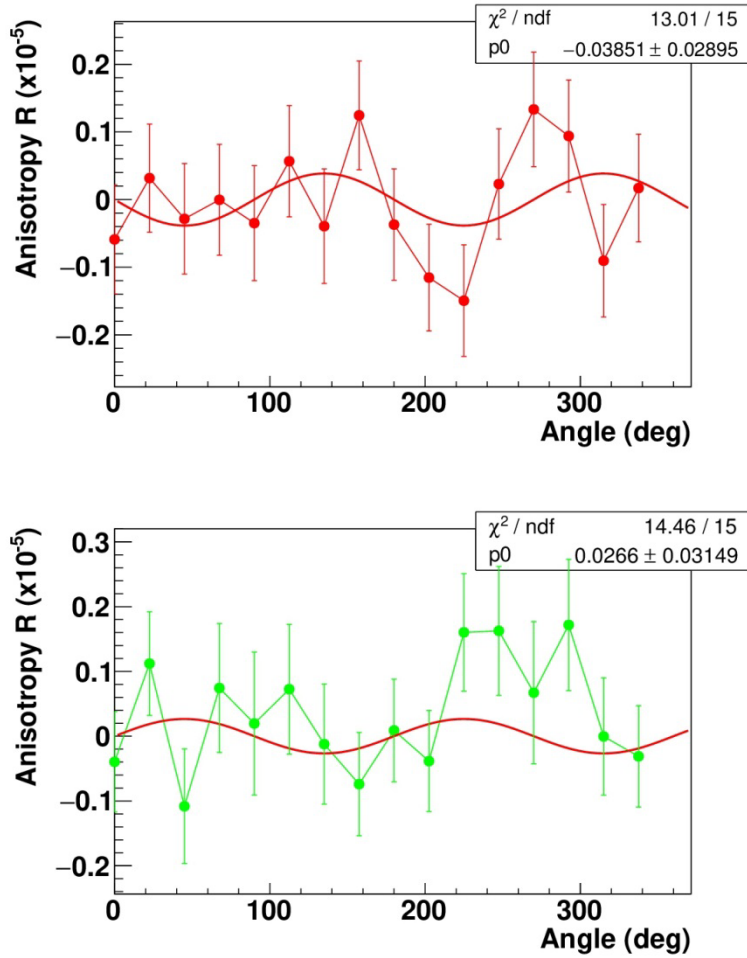 χ² / ndf 13.01 / 15
p0 −0.03851 ± 0.02895
Anisotropy R (x10⁻⁵)
0.2
0.1
0
−0.1
−0.2
0 100 200 300
Angle (deg)
χ² / ndf 14.46 / 15
p0 0.0266 ± 0.03149
Anisotropy R (x10⁻⁵)
0.3
0.2
0.1
0
−0.1
−0.2
0 100 200 300
Angle (deg)